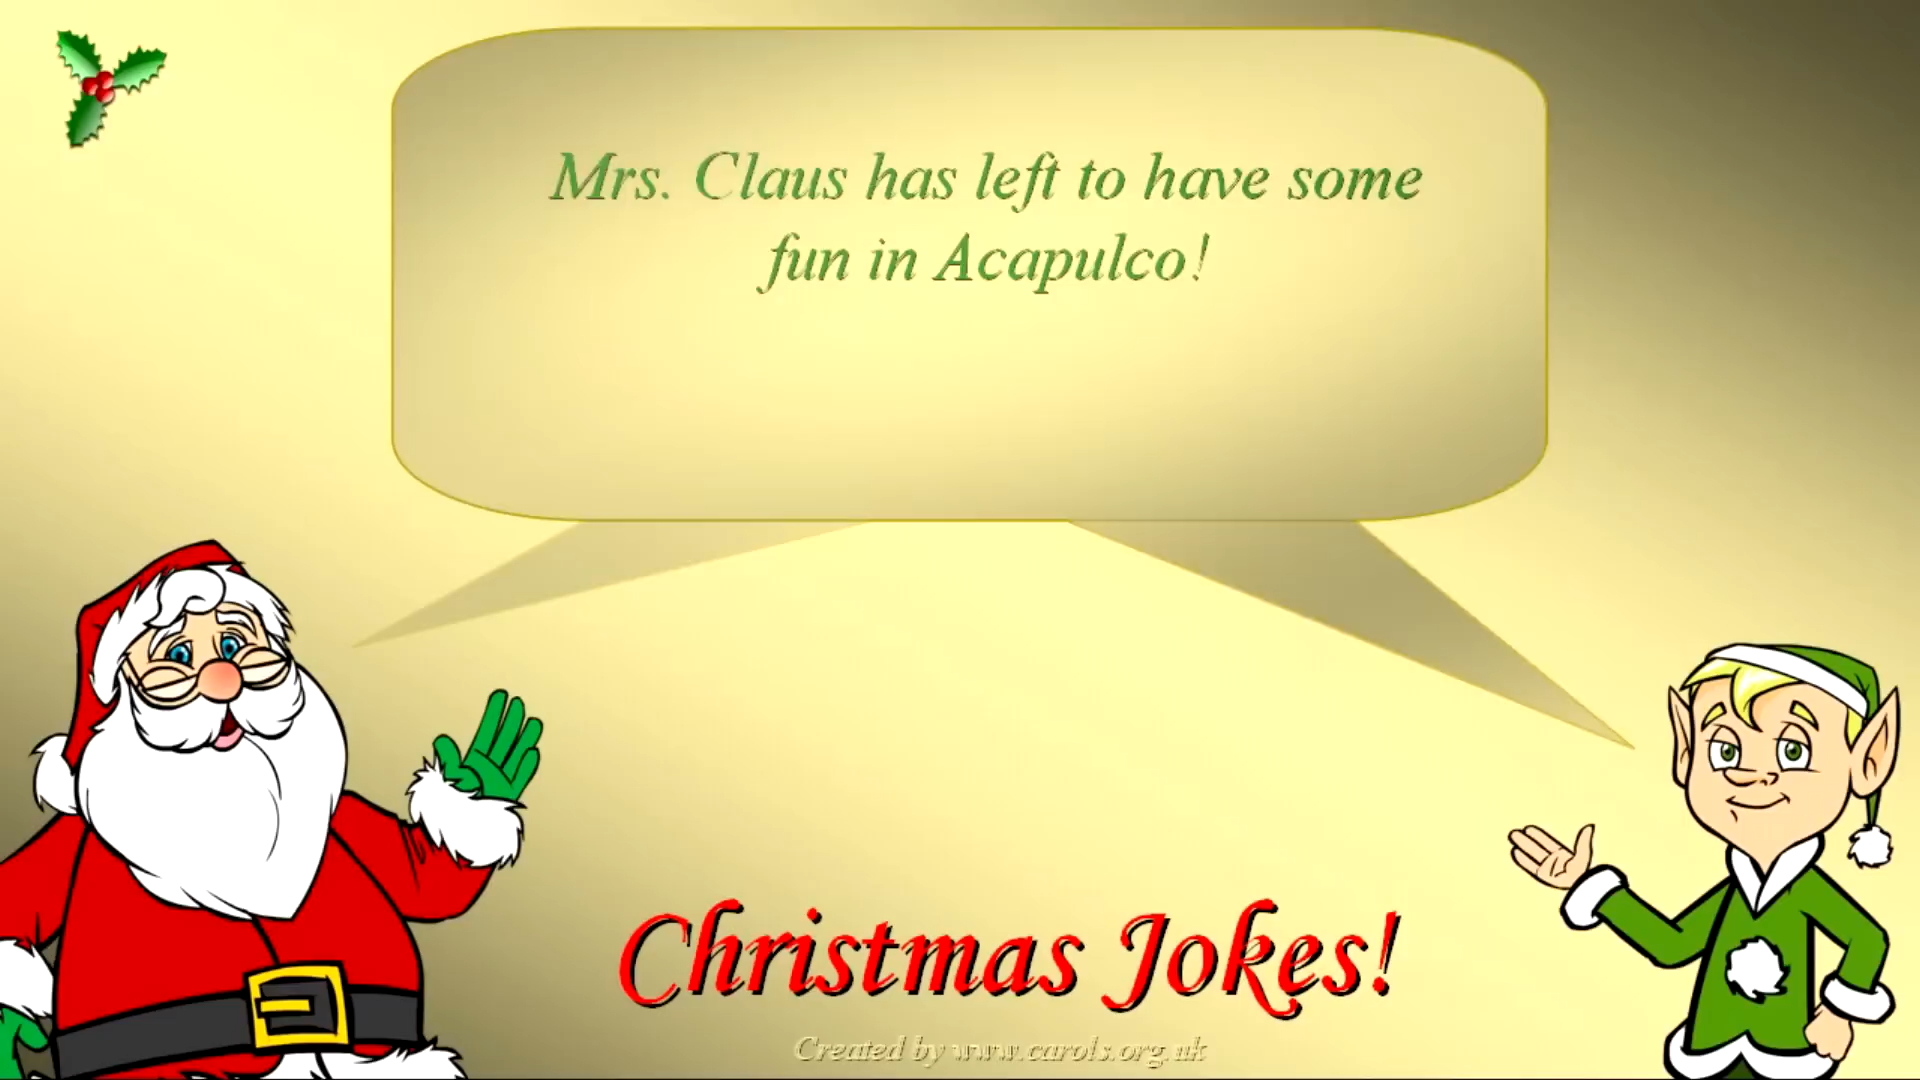 Mrs. Claus has left to have some
fun in Acapulco!
Christmas Jokes!
Created by www.carols.org.uk